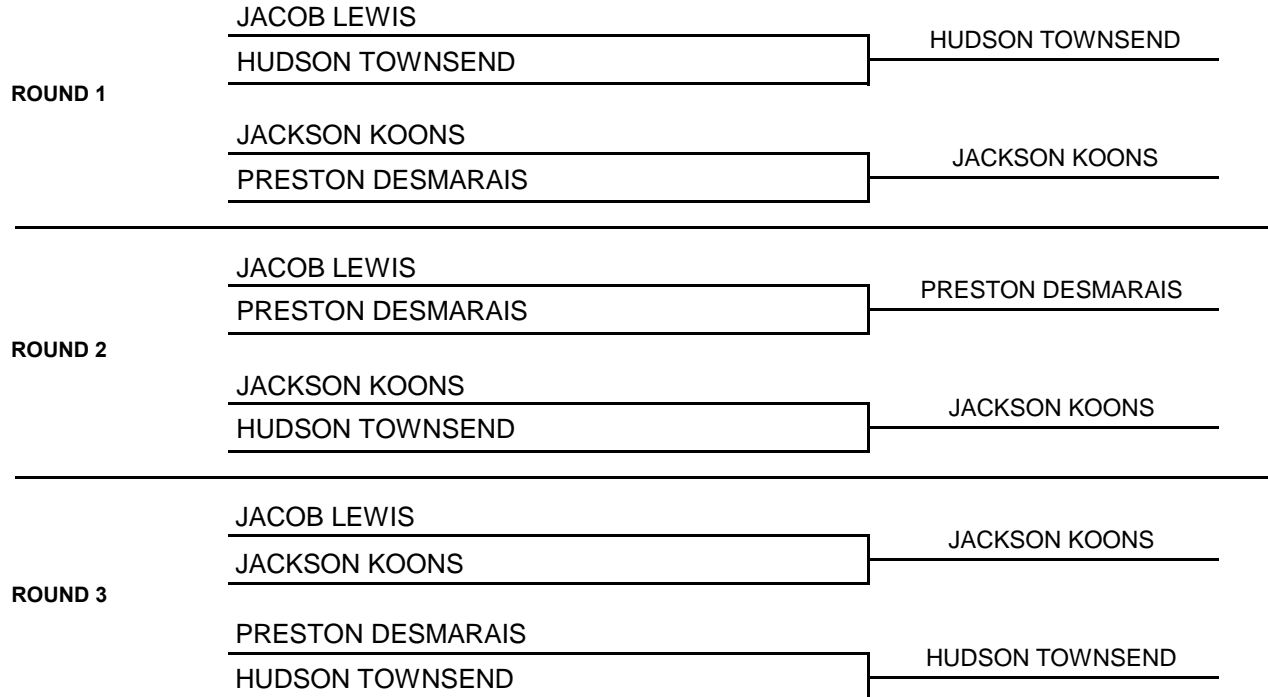 JACOB LEWIS
HUDSON TOWNSEND
HUDSON TOWNSEND
ROUND 1
JACKSON KOONS
JACKSON KOONS
PRESTON DESMARAIS
JACOB LEWIS
PRESTON DESMARAIS
PRESTON DESMARAIS
ROUND 2
JACKSON KOONS
JACKSON KOONS
HUDSON TOWNSEND
JACOB LEWIS
JACKSON KOONS
JACKSON KOONS
ROUND 3
PRESTON DESMARAIS
HUDSON TOWNSEND
HUDSON TOWNSEND